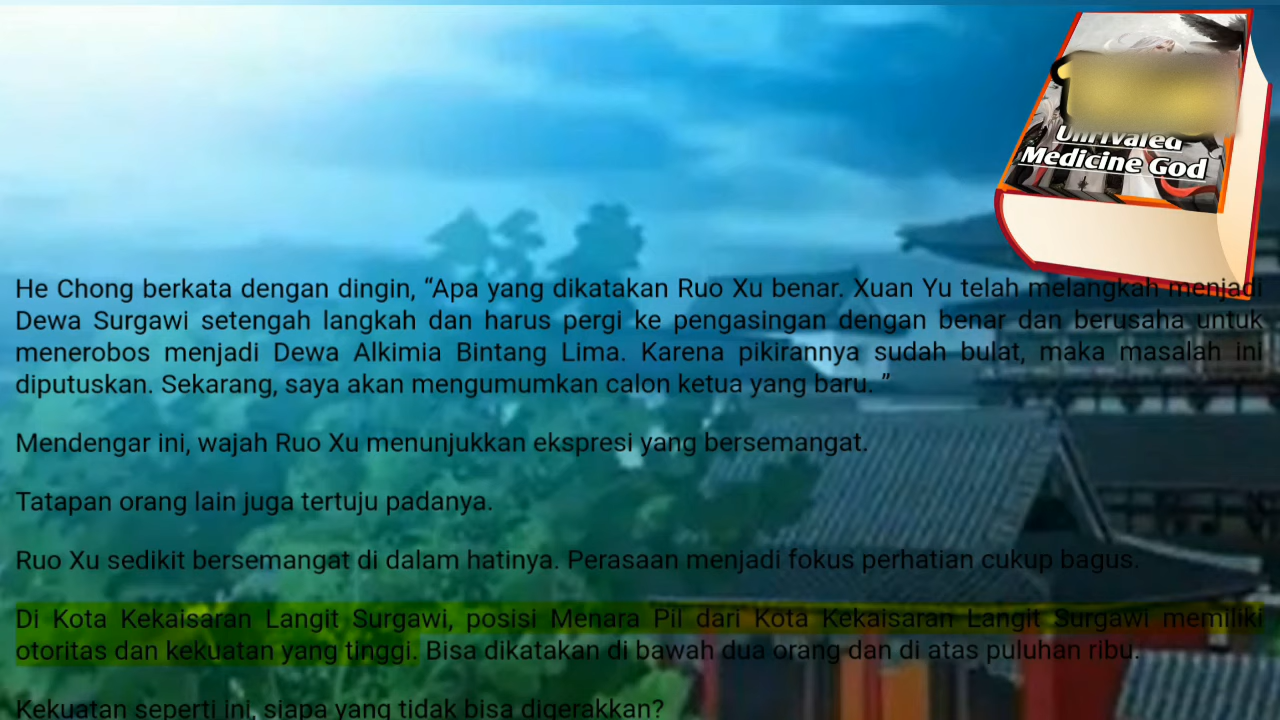 Unrivaled
Medicine God
He Chong berkata dengan dingin, “Apa yang dikatakan Ruo Xu benar. Xuan Yu telah melangkah menjadi
Dewa Surgawi setengah langkah dan harus pergi ke pengasingan dengan benar dan berusaha untuk
menerobos menjadi Dewa Alkimia Bintang Lima. Karena pikirannya sudah bulat, maka masalah ini
diputuskan. Sekarang, saya akan mengumumkan calon ketua yang baru. ”
Mendengar ini, wajah Ruo Xu menunjukkan ekspresi yang bersemangat.
Tatapan orang lain juga tertuju padanya.
Ruo Xu sedikit bersemangat di dalam hatinya. Perasaan menjadi fokus perhatian cukup bagus.
Di Kota Kekaisaran Langit Surgawi, posisi Menara Pil dari Kota Kekaisaran Langit Surgawi memiliki
otoritas dan kekuatan yang tinggi. Bisa dikatakan di bawah dua orang dan di atas puluhan ribu.
Kekuatan seperti ini, siapa yang tidak bisa digerakkan?